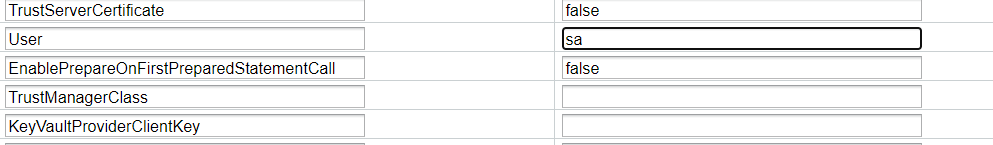 TrustServerCertificate false
User sa
EnablePrepareOnFirstPreparedStatementCall false
TrustManagerClass
KeyVaultProviderClientKey